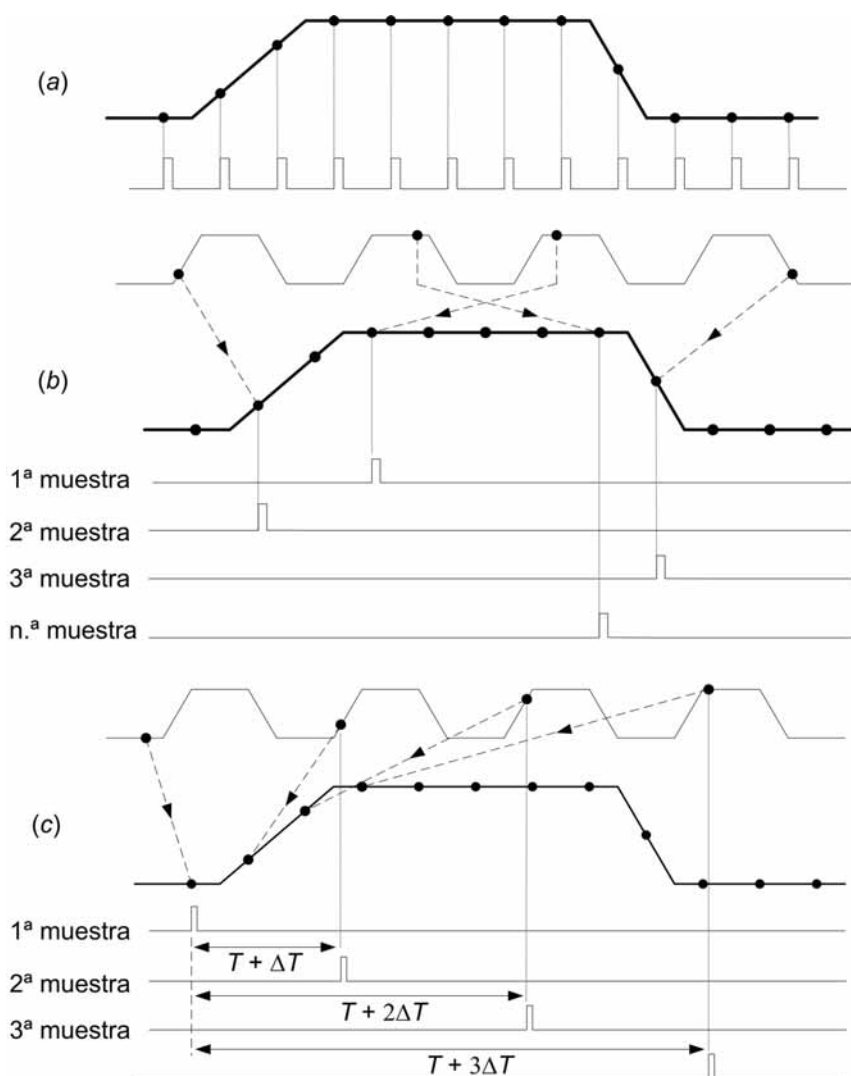 (a)
(b)
1ª muestra
2ª muestra
3ª muestra
n.ª muestra
(c)
1ª muestra
T + ΔT
2ª muestra
T + 2ΔT
3ª muestra
T + 3ΔT